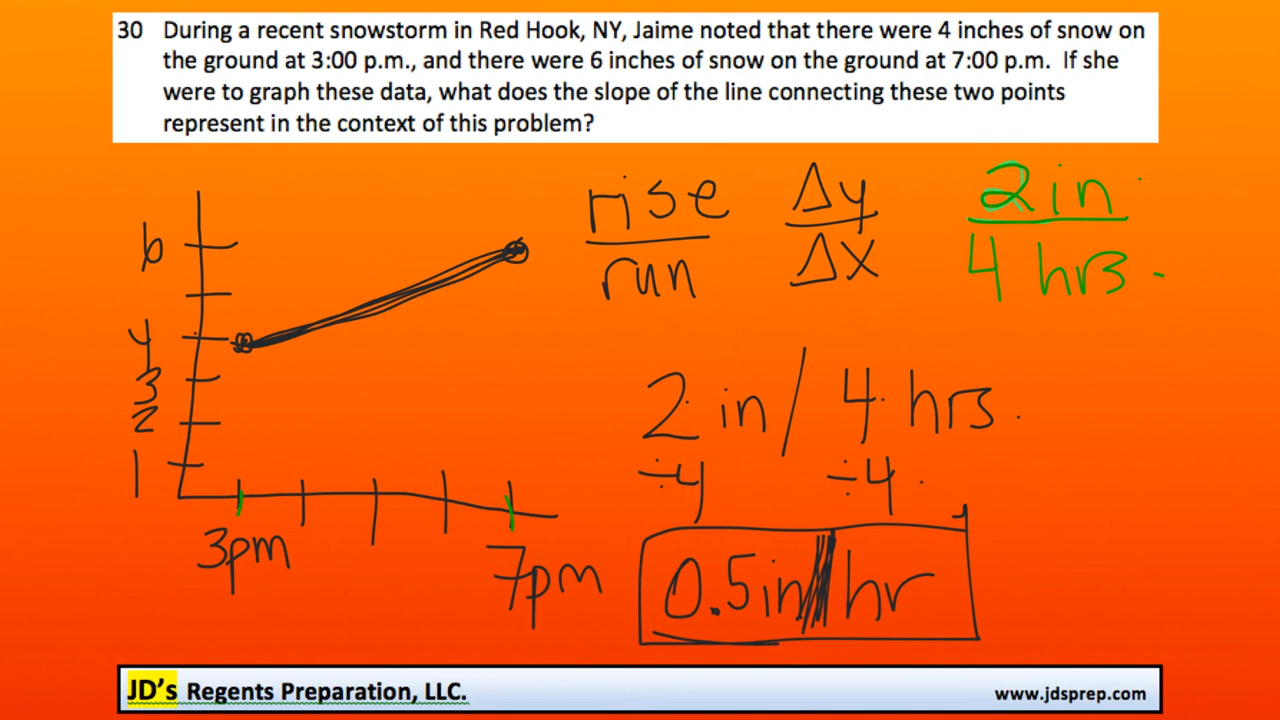 30 During a recent snowstorm in Red Hook, NY, Jaime noted that there were 4 inches of snow on
the ground at 3:00 p.m., and there were 6 inches of snow on the ground at 7:00 p.m. If she
were to graph these data, what does the slope of the line connecting these two points
represent in the context of this problem?
6
4
3
2
1
3pm
7pm
rise
run
Δy
Δx
2 in
4 hrs.
2 in / 4 hrs.
÷4 ÷4.
0.5 in/hr
JD's Regents Preparation, LLC.
www.jdsprep.com